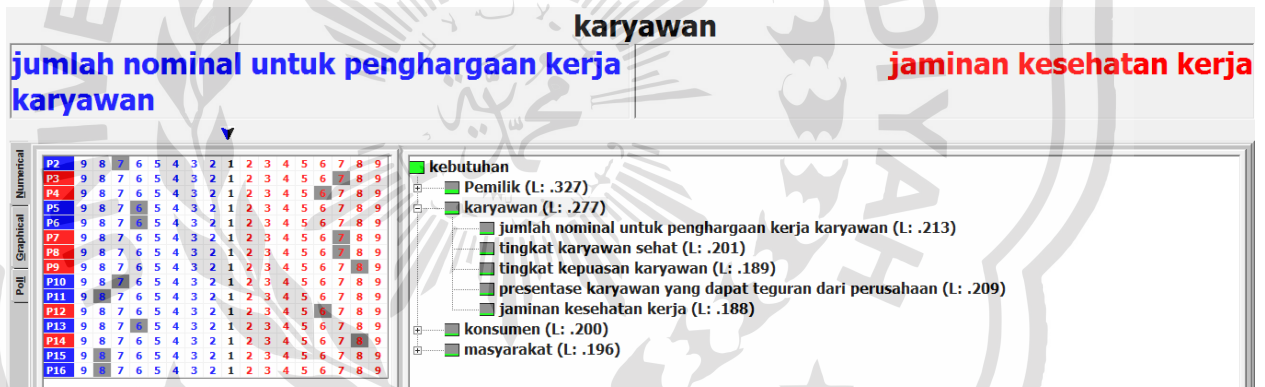 karyawan
jumlah nominal untuk penghargaan kerja
karyawan
jaminan kesehatan kerja
Numerical
Graphical
Poll
P2 9 8 7 6 5 4 3 2 1 2 3 4 5 6 7 8 9
P3 9 8 7 6 5 4 3 2 1 2 3 4 5 6 7 8 9
P4 9 8 7 6 5 4 3 2 1 2 3 4 5 6 7 8 9
P5 9 8 7 6 5 4 3 2 1 2 3 4 5 6 7 8 9
P6 9 8 7 6 5 4 3 2 1 2 3 4 5 6 7 8 9
P7 9 8 7 6 5 4 3 2 1 2 3 4 5 6 7 8 9
P8 9 8 7 6 5 4 3 2 1 2 3 4 5 6 7 8 9
P9 9 8 7 6 5 4 3 2 1 2 3 4 5 6 7 8 9
P10 9 8 7 6 5 4 3 2 1 2 3 4 5 6 7 8 9
P11 9 8 7 6 5 4 3 2 1 2 3 4 5 6 7 8 9
P12 9 8 7 6 5 4 3 2 1 2 3 4 5 6 7 8 9
P13 9 8 7 6 5 4 3 2 1 2 3 4 5 6 7 8 9
P14 9 8 7 6 5 4 3 2 1 2 3 4 5 6 7 8 9
P15 9 8 7 6 5 4 3 2 1 2 3 4 5 6 7 8 9
P16 9 8 7 6 5 4 3 2 1 2 3 4 5 6 7 8 9
kebutuhan
Pemilik (L: .327)
karyawan (L: .277)
jumlah nominal untuk penghargaan kerja karyawan (L: .213)
tingkat karyawan sehat (L: .201)
tingkat kepuasan karyawan (L: .189)
presentase karyawan yang dapat teguran dari perusahaan (L: .209)
jaminan kesehatan kerja (L: .188)
konsumen (L: .200)
masyarakat (L: .196)